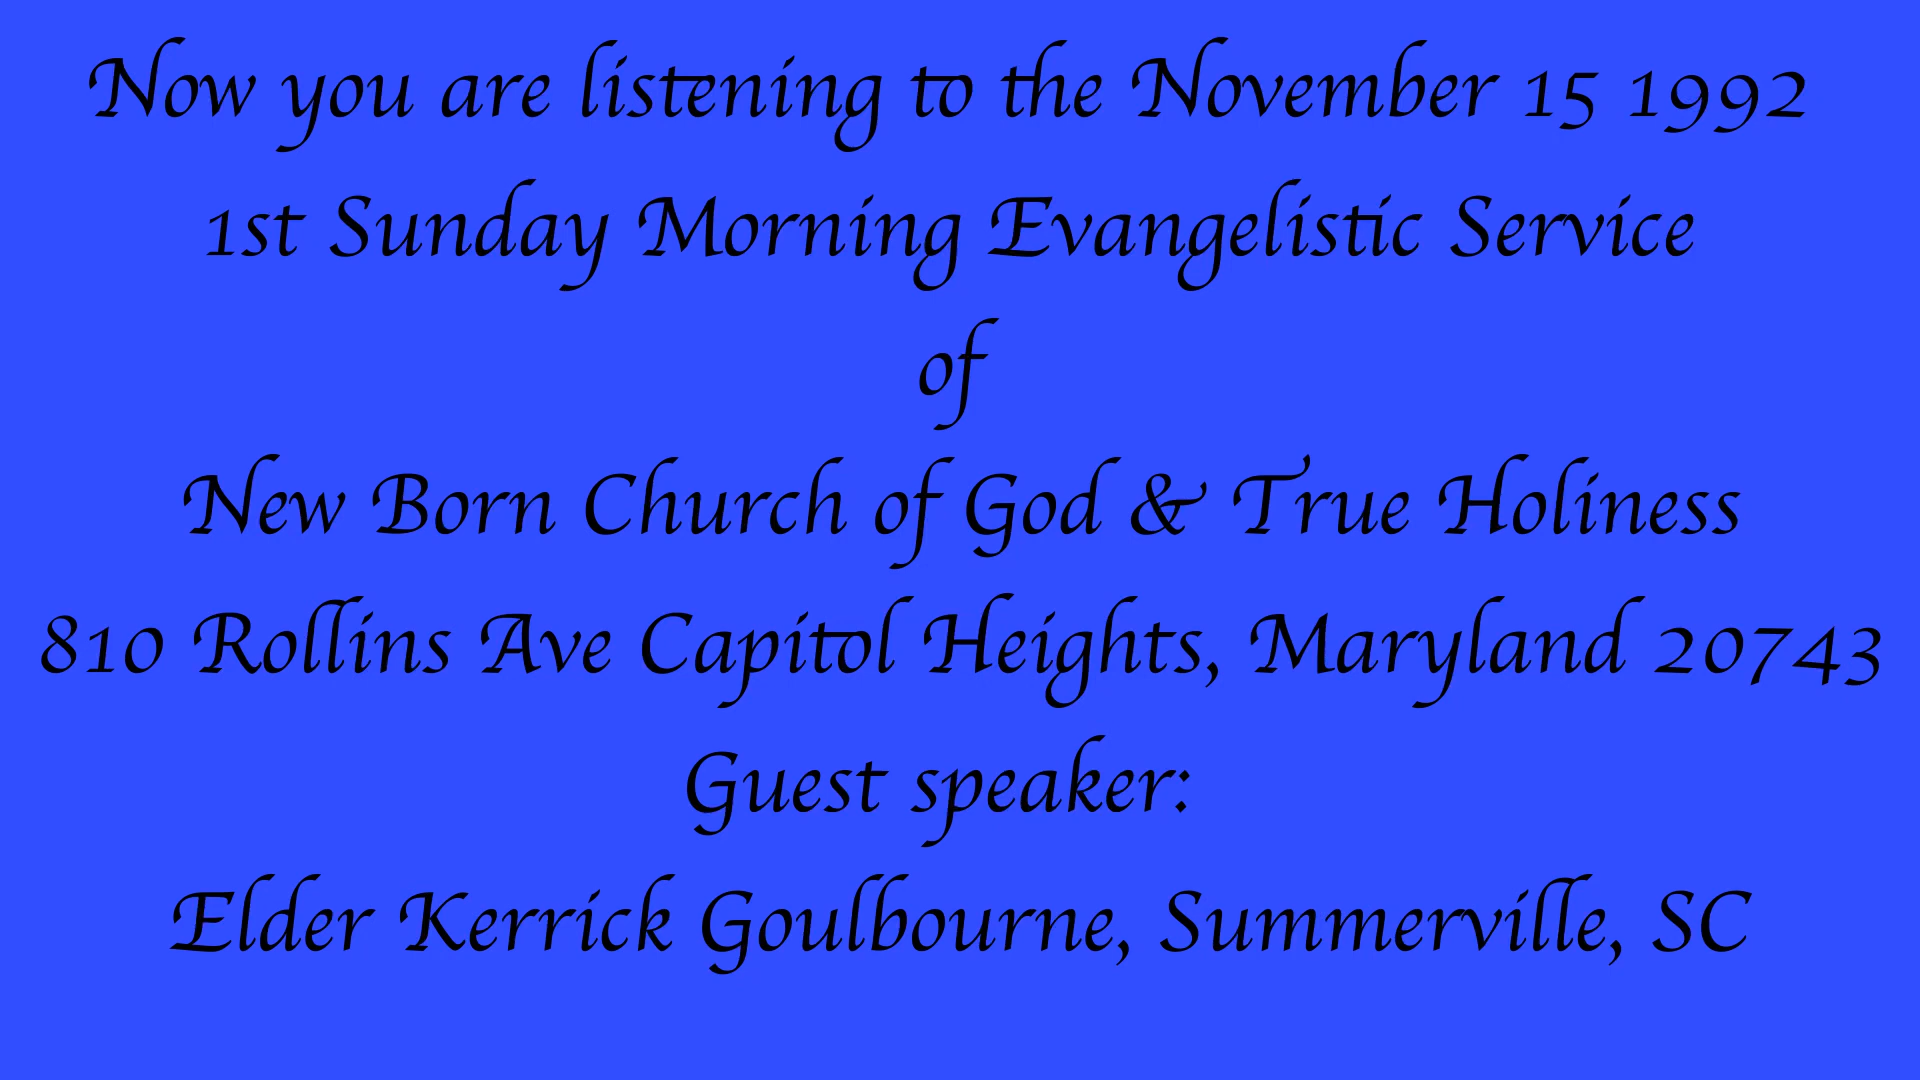 Now you are listening to the November 15 1992
1st Sunday Morning Evangelistic Service
of
New Born Church of God & True Holiness
810 Rollins Ave Capitol Heights, Maryland 20743
Guest speaker:
Elder Kerrick Goulbourne, Summerville, SC